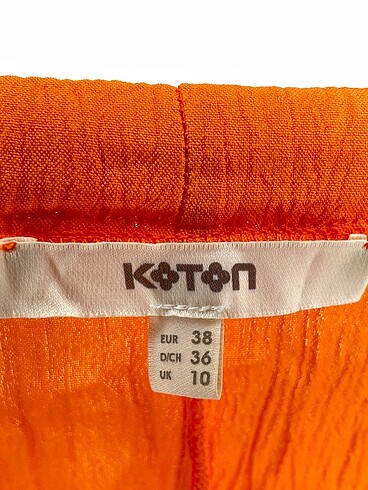 KOTON
EUR 38
D/CH 36
UK 10